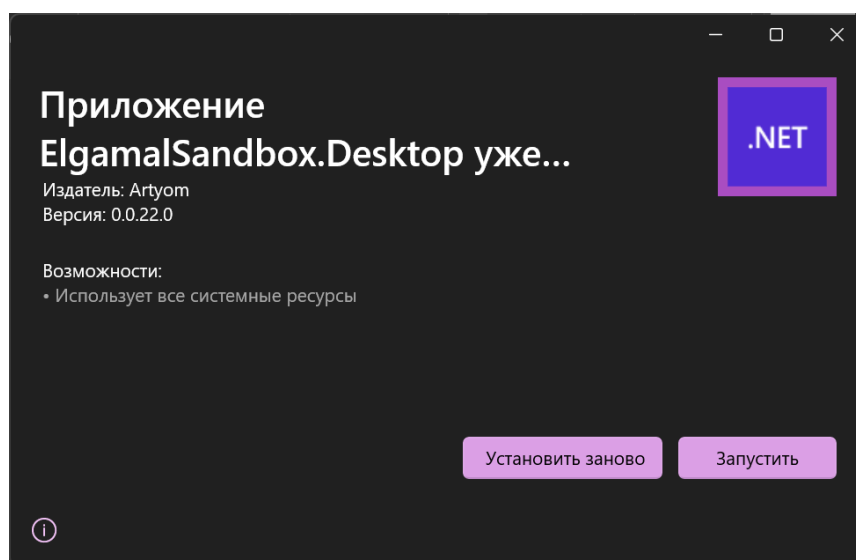 Приложение
ElgamalSandbox.Desktop уже...
.NET
Издатель: Artyom
Версия: 0.0.22.0
Возможности:
• Использует все системные ресурсы
Установить заново
Запустить